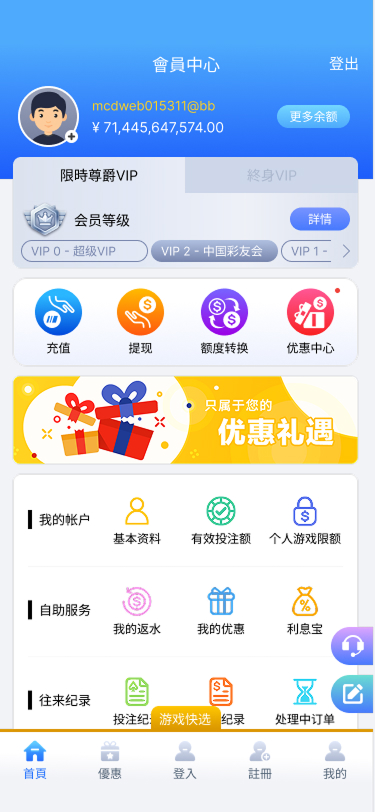 會員中心
登出
mcdweb015311@bb
¥ 71,445,647,574.00
更多余额
限時尊爵VIP
終身VIP
会员等级
詳情
VIP 0 - 超级VIP
VIP 2 - 中国彩友会
VIP 1 -
充值
提现
额度转换
优惠中心
只属于您的
优惠礼遇
我的帐户
基本资料
有效投注额
个人游戏限额
自助服务
我的返水
我的优惠
利息宝
往来纪录
投注纪
纪录
处理中订单
游戏快选
首頁
優惠
登入
註冊
我的